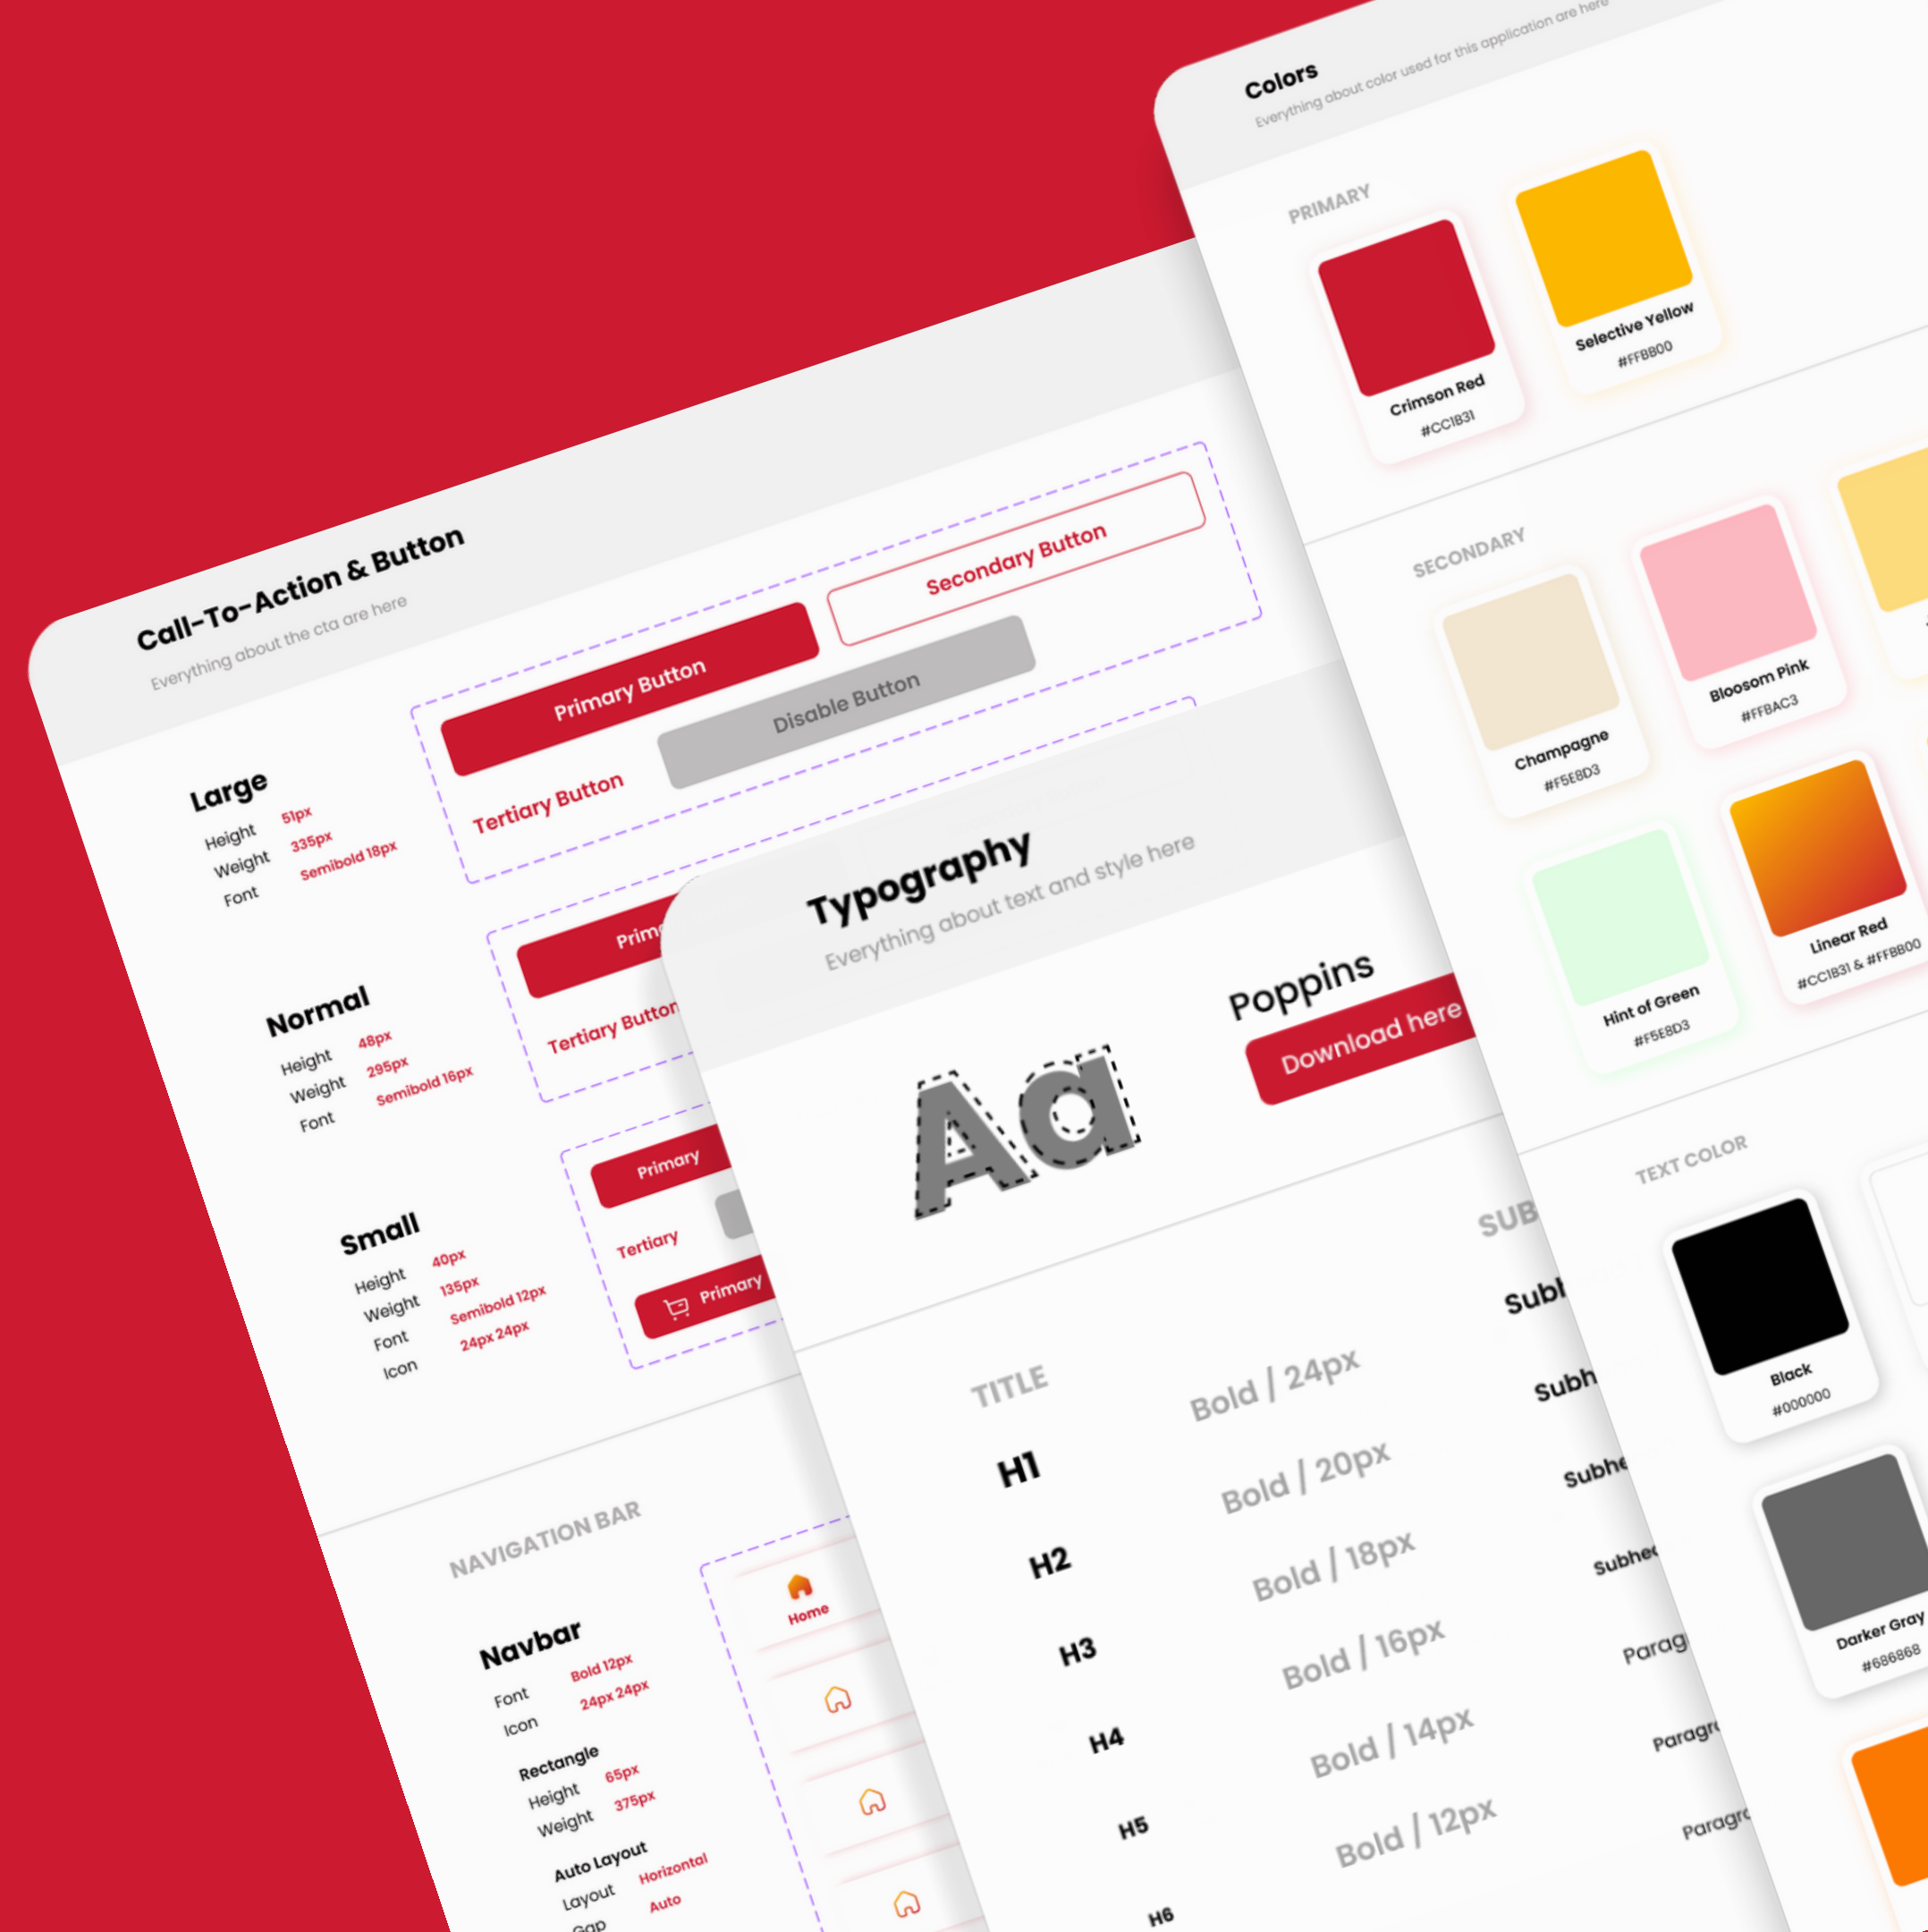 Call-To-Action & Button
Everything about the cta are here
Large
Height 51px
Weight 335px
Font Semibold 18px
Primary Button
Secondary Button
Tertiary Button
Disable Button
Normal
Height 48px
Weight 295px
Font Semibold 16px
Tertiary Button
Small
Height 40px
Weight 135px
Font Semibold 12px
Icon 24px 24px
Primary
Tertiary
Primary
NAVIGATION BAR
Navbar
Font Bold 12px
Icon 24px 24px
Rectangle
Height 65px
Weight 375px
Auto Layout
Layout Horizontal
Gap Auto
Home
Typography
Everything about text and style here
Aa
Poppins
Download here
TITLE
H1 Bold / 24px
H2 Bold / 20px
H3 Bold / 18px
H4 Bold / 16px
H5 Bold / 14px
H6 Bold / 12px
Colors
Everything about color used for this application are here
PRIMARY
Crimson Red
#CC1B31
Selective Yellow
#FFBB00
SECONDARY
Champagne
#F5E8D3
Bloosom Pink
#FFBAC3
Hint of Green
#F5E8D3
Linear Red
#CC1B31 & #FFBB00
TEXT COLOR
Black
#000000
Darker Gray
#686868